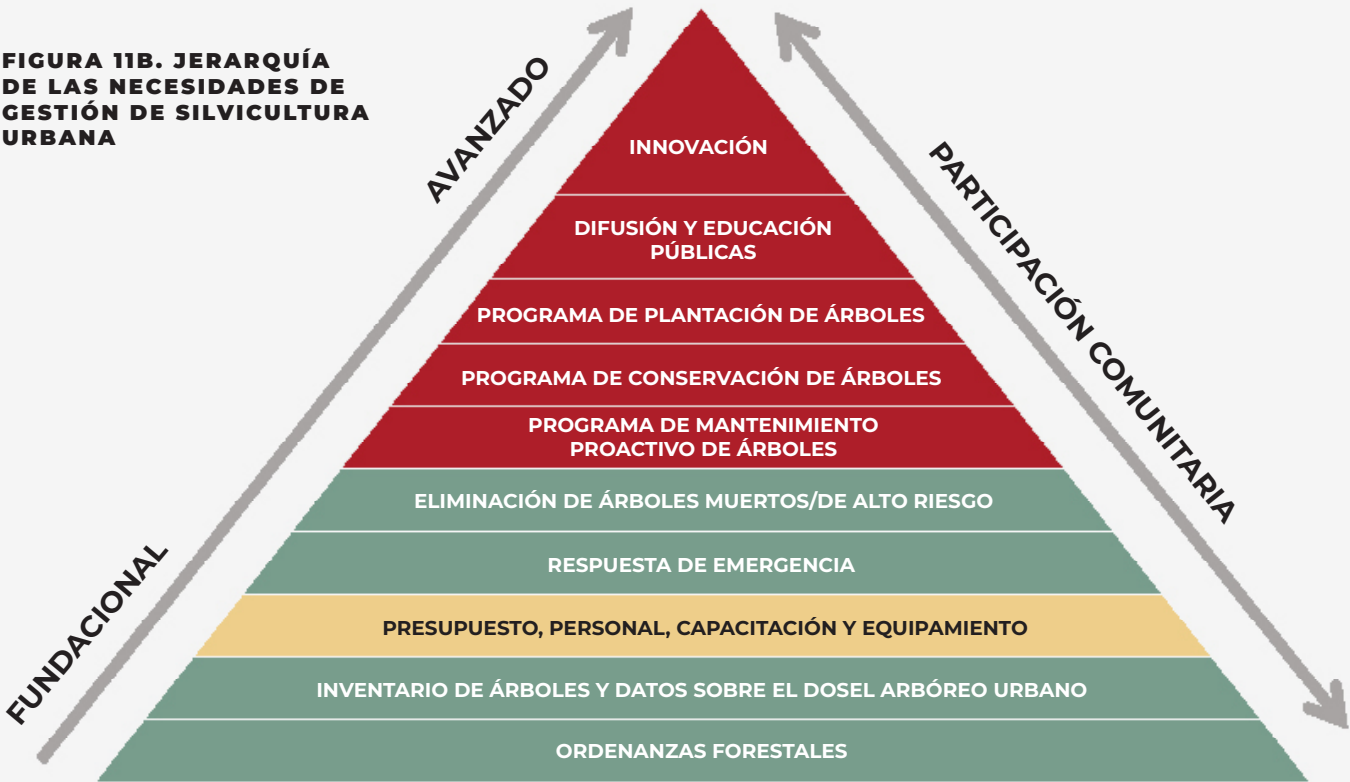 FIGURA 11B. JERARQUÍA
DE LAS NECESIDADES DE
GESTIÓN DE SILVICULTURA
URBANA
AVANZADO
FUNDACIONAL
PARTICIPACIÓN COMUNITARIA
INNOVACIÓN
DIFUSIÓN Y EDUCACIÓN
PÚBLICAS
PROGRAMA DE PLANTACIÓN DE ÁRBOLES
PROGRAMA DE CONSERVACIÓN DE ÁRBOLES
PROGRAMA DE MANTENIMIENTO
PROACTIVO DE ÁRBOLES
ELIMINACIÓN DE ÁRBOLES MUERTOS/DE ALTO RIESGO
RESPUESTA DE EMERGENCIA
PRESUPUESTO, PERSONAL, CAPACITACIÓN Y EQUIPAMIENTO
INVENTARIO DE ÁRBOLES Y DATOS SOBRE EL DOSEL ARBÓREO URBANO
ORDENANZAS FORESTALES